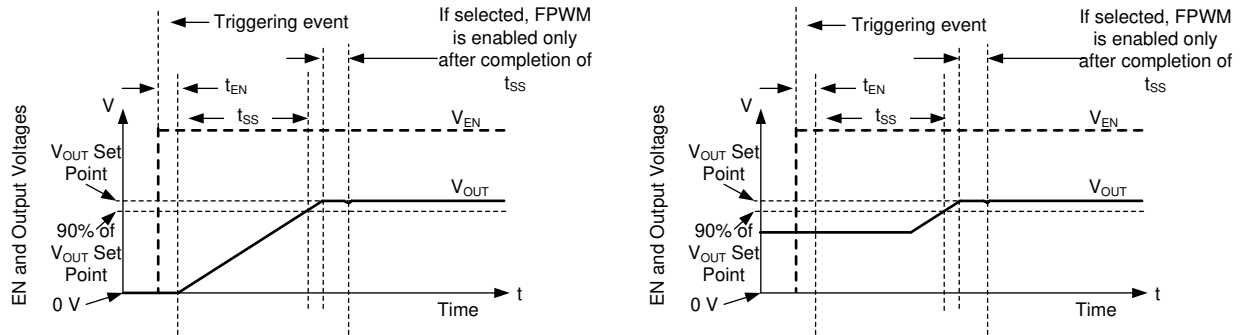 Triggering event
If selected, FPWM
is enabled only
after completion of
tSS
tEN
tSS
V
VEN
EN and Output Voltages
VOUT Set
Point
VOUT
90% of
VOUT Set
Point
0 V
Time
t
Triggering event
If selected, FPWM
is enabled only
after completion of
tSS
tEN
tSS
V
VEN
EN and Output Voltages
VOUT Set
Point
VOUT
90% of
VOUT Set
Point
0 V
Time
t